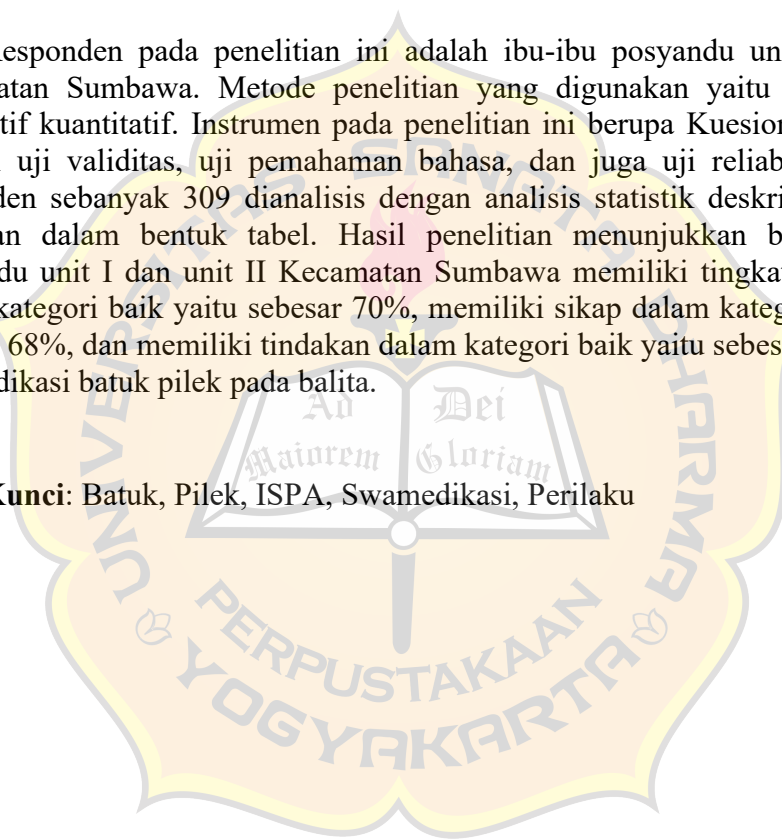 esponden pada penelitian ini adalah ibu-ibu posyandu un
atan Sumbawa. Metode penelitian yang digunakan yaitu
tif kuantitatif. Instrumen pada penelitian ini berupa Kuesion
uji validitas, uji pemahaman bahasa, dan juga uji reliab
den sebanyak 309 dianalisis dengan analisis statistik deskri
an dalam bentuk tabel. Hasil penelitian menunjukkan b
du unit I dan unit II Kecamatan Sumbawa memiliki tingka
kategori baik yaitu sebesar 70%, memiliki sikap dalam kateg
68%, dan memiliki tindakan dalam kategori baik yaitu sebes
dikasi batuk pilek pada balita.
Kunci: Batuk, Pilek, ISPA, Swamedikasi, Perilaku
UNIVERSITAS SANATA DHARMA
Ad Dei
Maiorem Gloriam
PERPUSTAKAAN
YOGYAKARTA